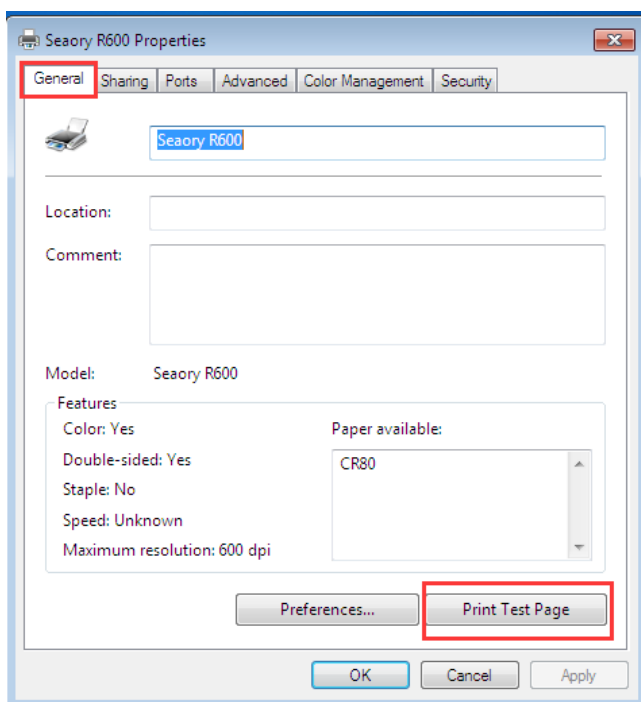 Seaory R600 Properties
General Sharing Ports Advanced Color Management Security
Seaory R600
Location:
Comment:
Model: Seaory R600
Features
Color: Yes
Paper available:
Double-sided: Yes
CR80
Staple: No
Speed: Unknown
Maximum resolution: 600 dpi
Preferences... Print Test Page
OK Cancel Apply